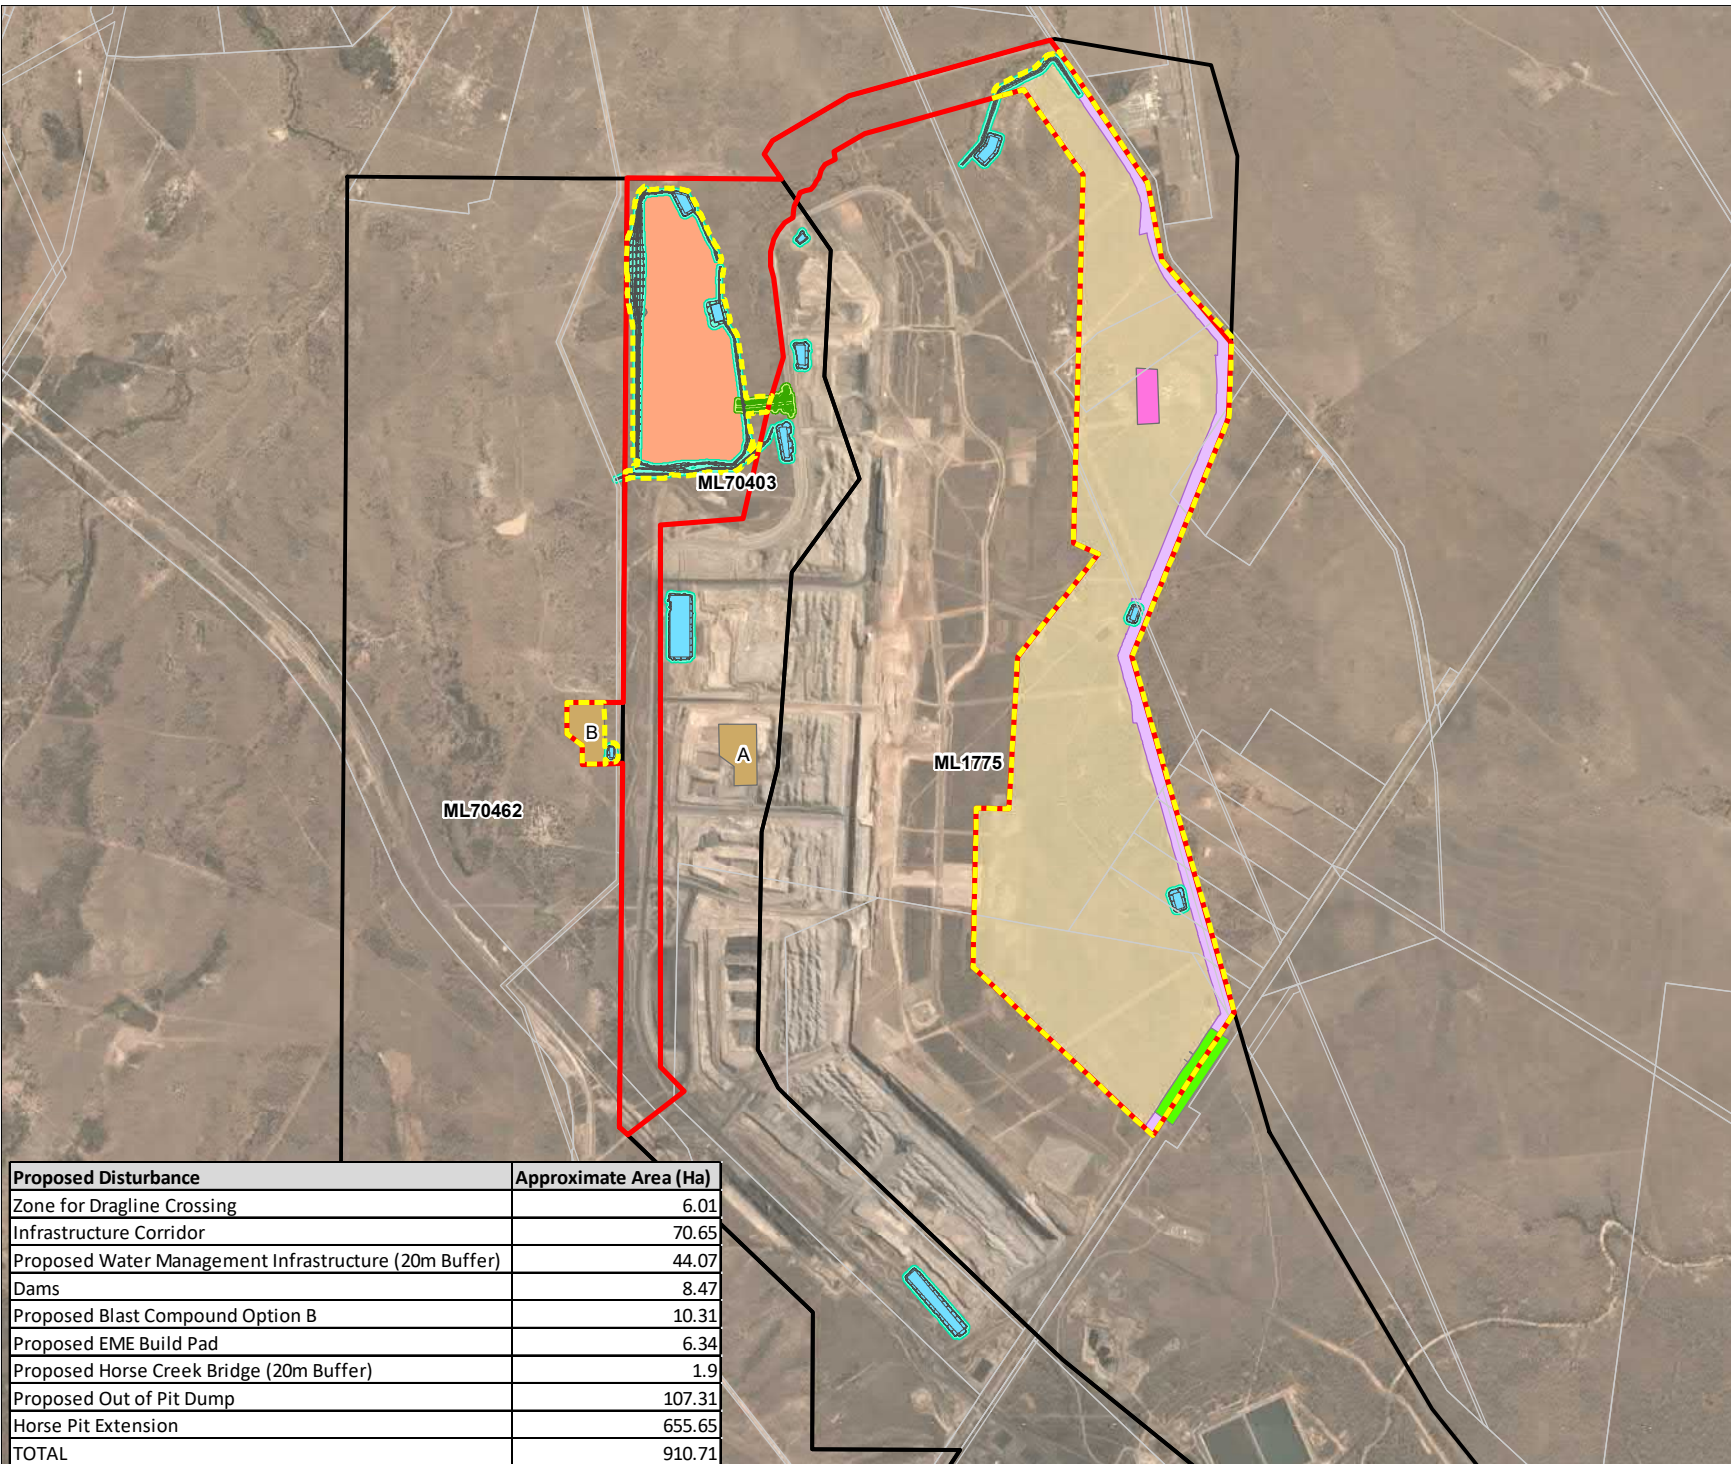 ML70403
B
A
ML1775
ML70462
Proposed Disturbance Approximate Area (Ha)
Zone for Dragline Crossing 6.01
Infrastructure Corridor 70.65
Proposed Water Management Infrastructure (20m Buffer) 44.07
Dams 8.47
Proposed Blast Compound Option B 10.31
Proposed EME Build Pad 6.34
Proposed Horse Creek Bridge (20m Buffer) 1.9
Proposed Out of Pit Dump 107.31
Horse Pit Extension 655.65
TOTAL 910.71